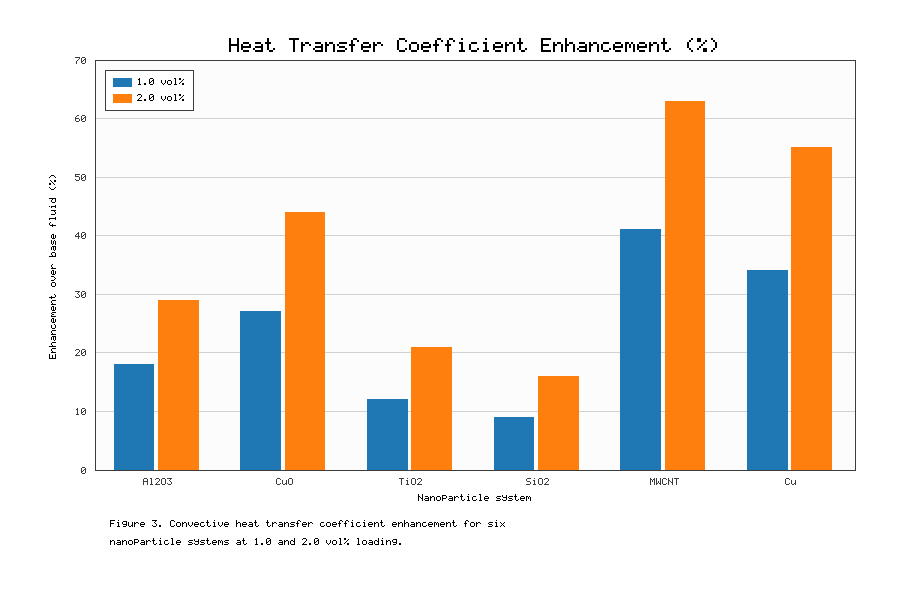 Heat Transfer Coefficient Enhancement (%)
70
1.0 vol%
2.0 vol%
60
50
40
30
20
10
0
Enhancement over base fluid (%)
Al2O3 CuO TiO2 SiO2 MWCNT Cu
Nanoparticle system
Figure 3. Convective heat transfer coefficient enhancement for six
nanoparticle systems at 1.0 and 2.0 vol% loading.